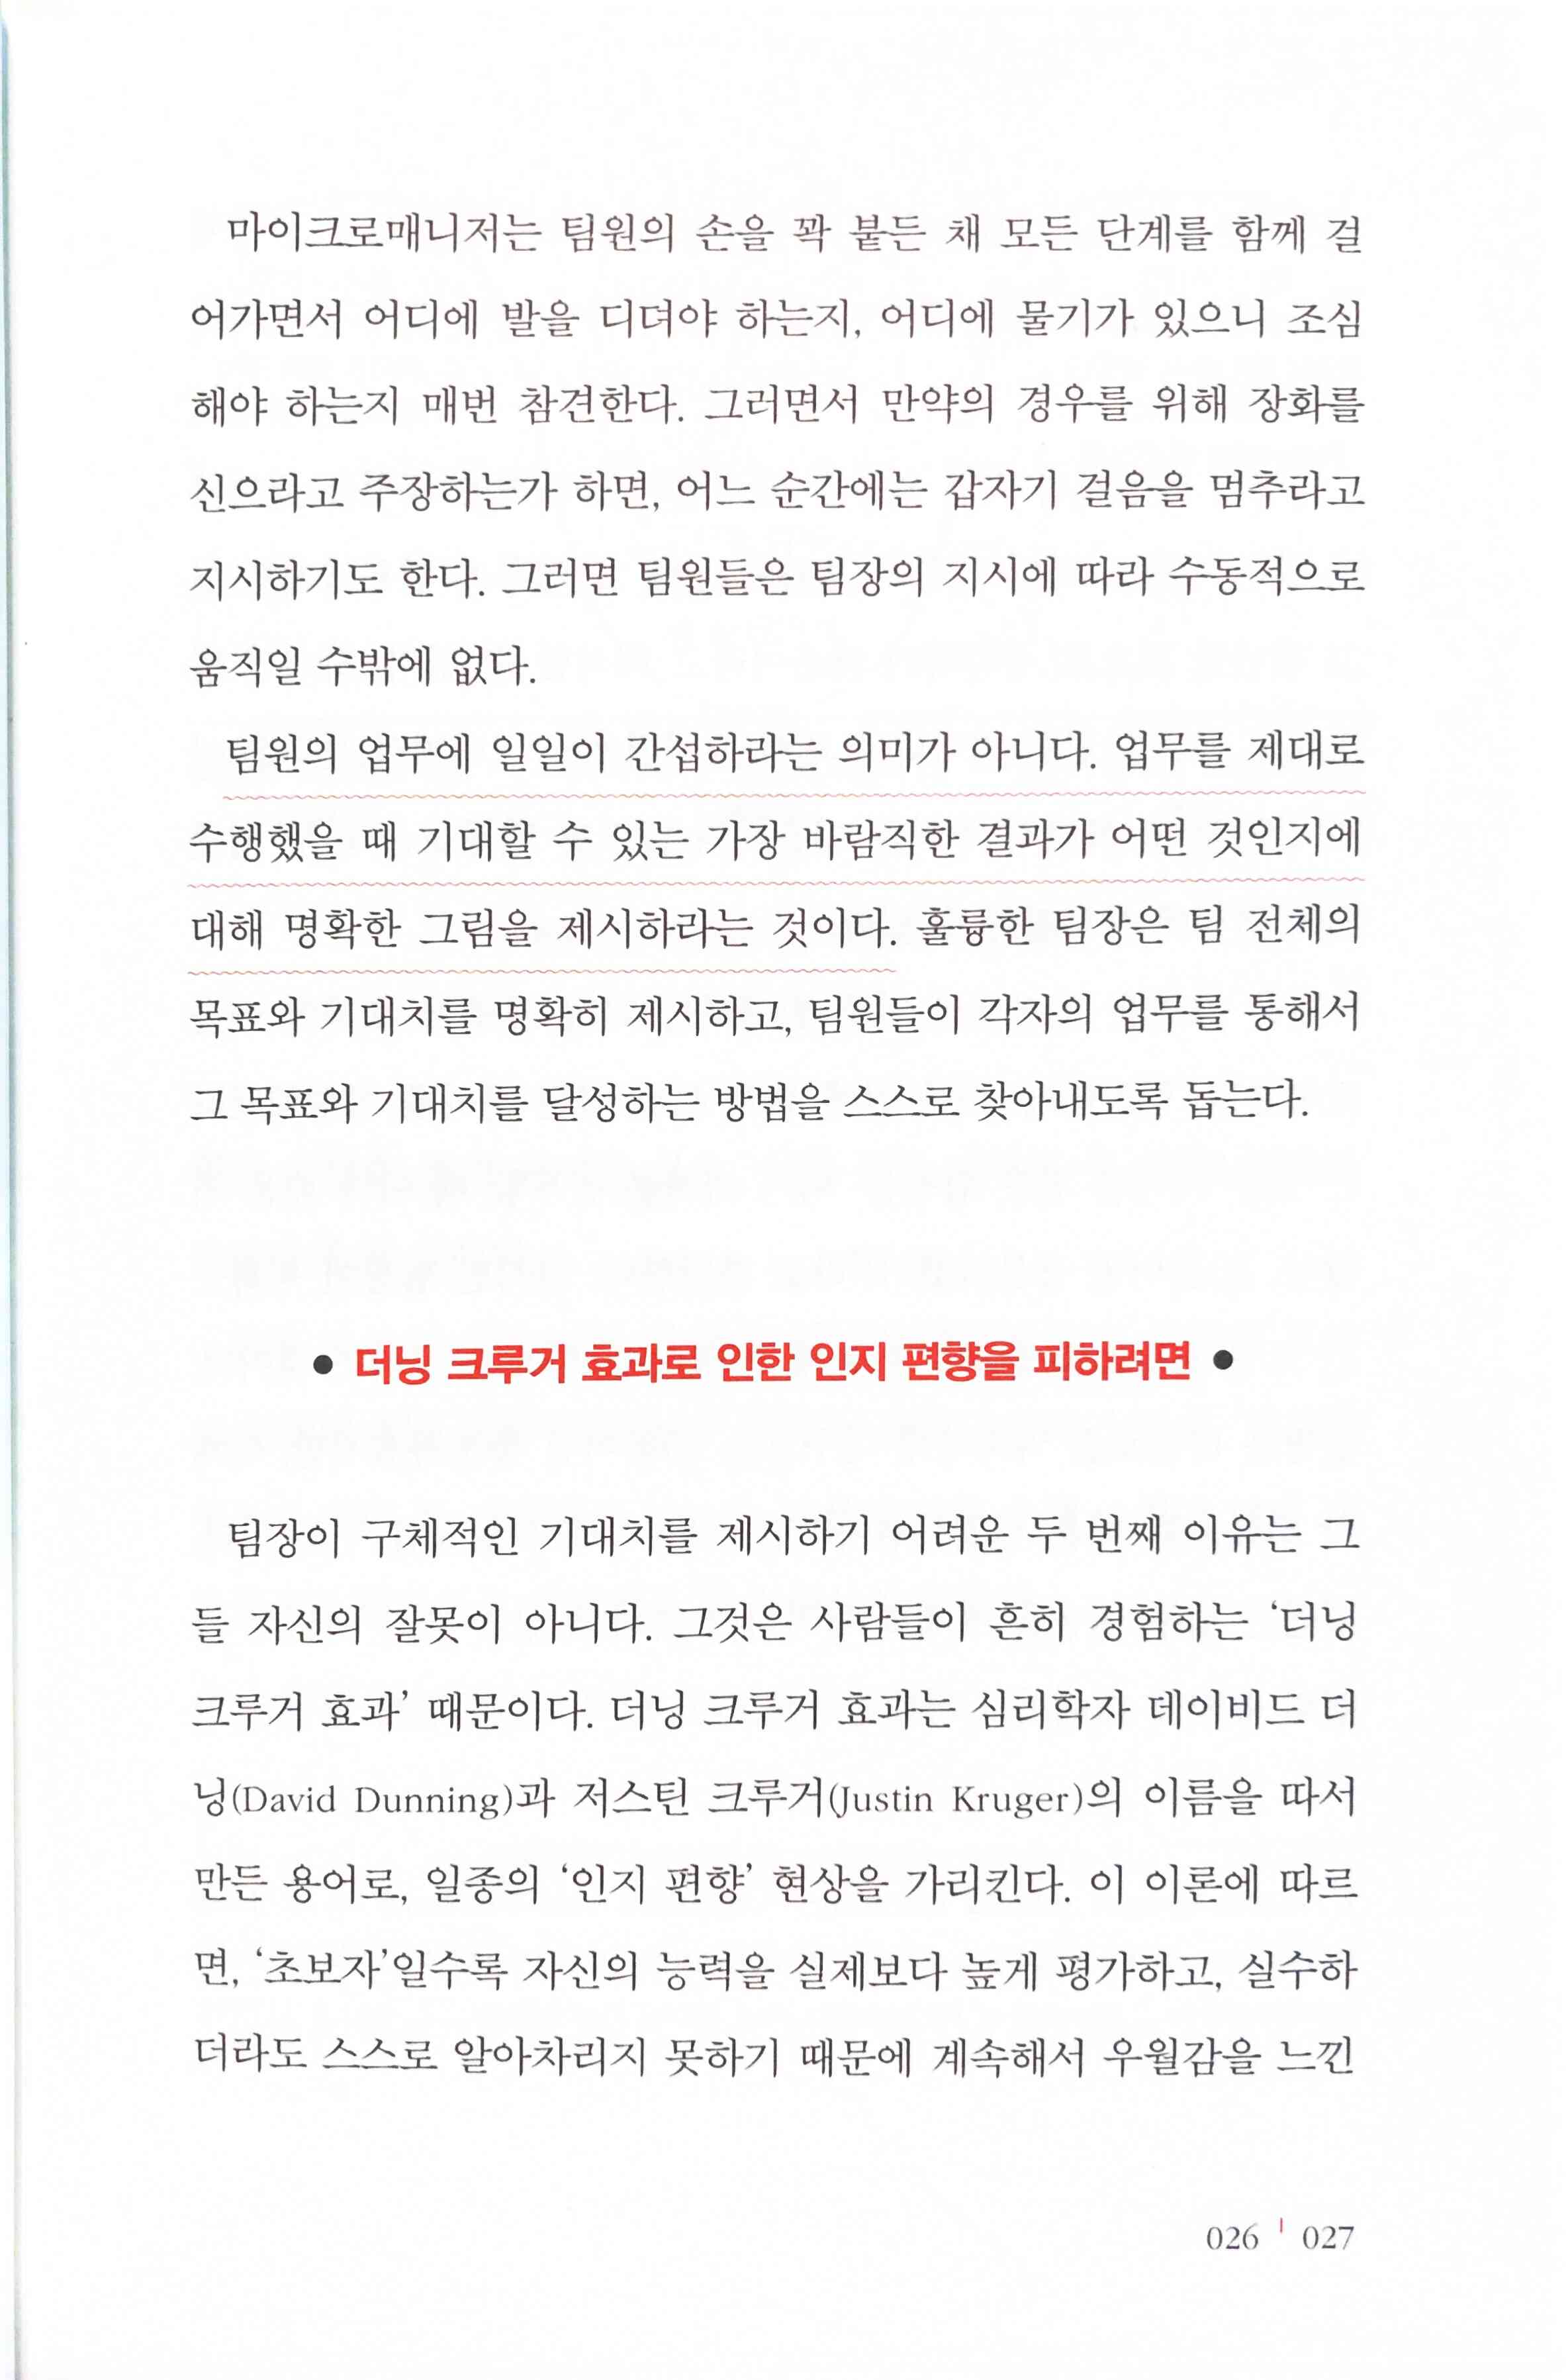 마이크로매니저는 팀원의 손을 꽉 붙든 채 모든 단계를 함께 걸
어가면서 어디에 발을 디뎌야 하는지, 어디에 물기가 있으니 조심
해야 하는지 매번 참견한다. 그러면서 만약의 경우를 위해 장화를
신으라고 주장하는가 하면, 어느 순간에는 갑자기 걸음을 멈추라고
지시하기도 한다. 그러면 팀원들은 팀장의 지시에 따라 수동적으로
움직일 수밖에 없다.
팀원의 업무에 일일이 간섭하라는 의미가 아니다. 업무를 제대로
수행했을 때 기대할 수 있는 가장 바람직한 결과가 어떤 것인지에
대해 명확한 그림을 제시하라는 것이다. 훌륭한 팀장은 팀 전체의
목표와 기대치를 명확히 제시하고, 팀원들이 각자의 업무를 통해서
그 목표와 기대치를 달성하는 방법을 스스로 찾아내도록 돕는다.
● 더닝 크루거 효과로 인한 인지 편향을 피하려면 ●
팀장이 구체적인 기대치를 제시하기 어려운 두 번째 이유는 그
들 자신의 잘못이 아니다. 그것은 사람들이 흔히 경험하는 ‘더닝
크루거 효과’ 때문이다. 더닝 크루거 효과는 심리학자 데이비드 더
닝(David Dunning)과 저스틴 크루거(Justin Kruger)의 이름을 따서
만든 용어로, 일종의 ‘인지 편향’ 현상을 가리킨다. 이 이론에 따르
면, ‘초보자’일수록 자신의 능력을 실제보다 높게 평가하고, 실수하
더라도 스스로 알아차리지 못하기 때문에 계속해서 우월감을 느낀
026 | 027